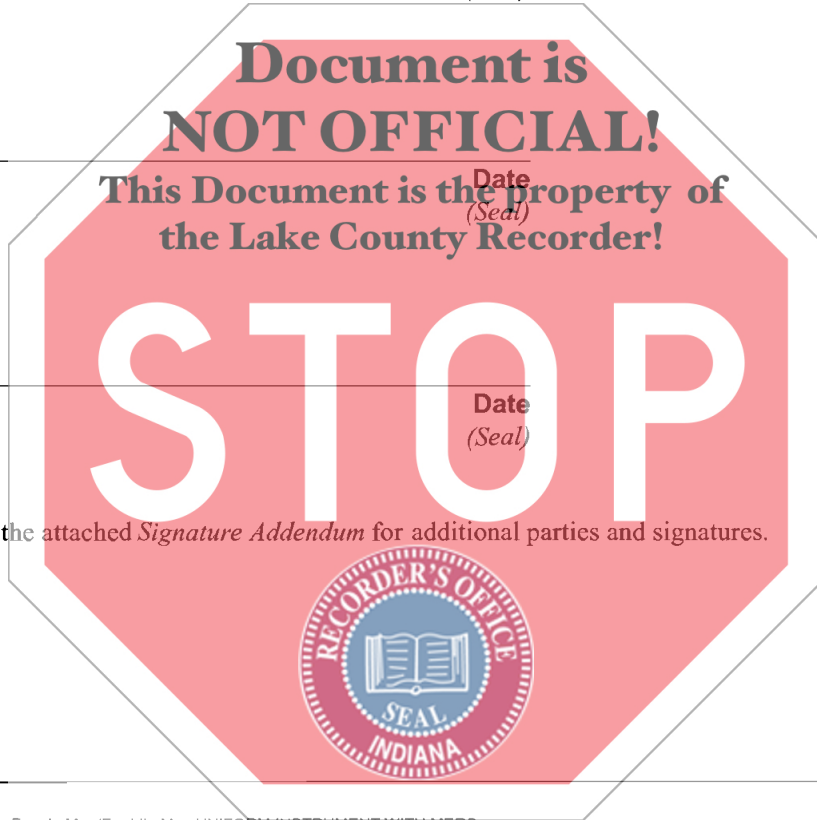 Document is
NOT OFFICIAL!
Date
This Document is the property of
(Seal)
the Lake County Recorder!
STOP
Date
(Seal)
the attached Signature Addendum for additional parties and signatures.
RECORDER'S OFFICE
SEAL
INDIANA